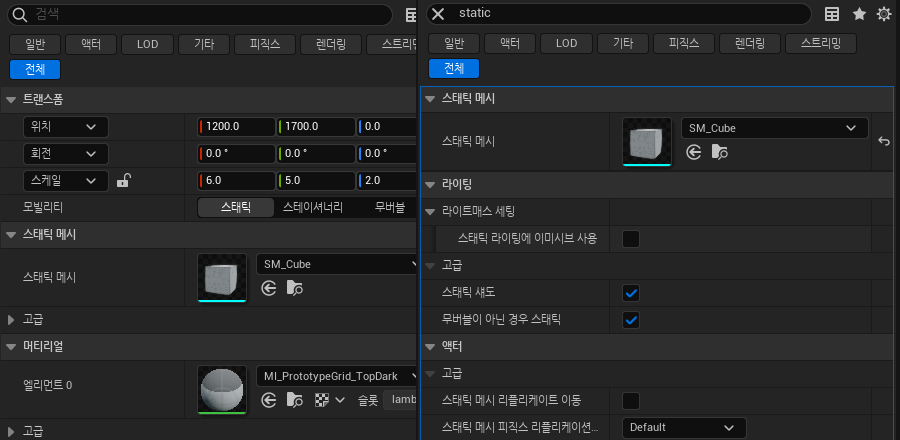 검색
일반 액터 LOD 기타 피직스 렌더링 스트리밍
전체
트랜스폼
위치 1200.0 1700.0 0.0
회전 0.0 ° 0.0 ° 0.0 °
스케일 6.0 5.0 2.0
모빌리티 스태틱 스테이셔너리 무버블
스태틱 메시
스태틱 메시 SM_Cube
고급
머티리얼
엘리먼트 0 MI_PrototypeGrid_TopDark
슬롯 lamb
고급
static
일반 액터 LOD 기타 피직스 렌더링 스트리밍
전체
스태틱 메시
스태틱 메시 SM_Cube
라이팅
라이트매스 세팅
스태틱 라이팅에 이미시브 사용
고급
스태틱 섀도
무버블이 아닌 경우 스태틱
액터
고급
스태틱 메시 리플리케이트 이동
스태틱 메시 피직스 리플리케이션... Default